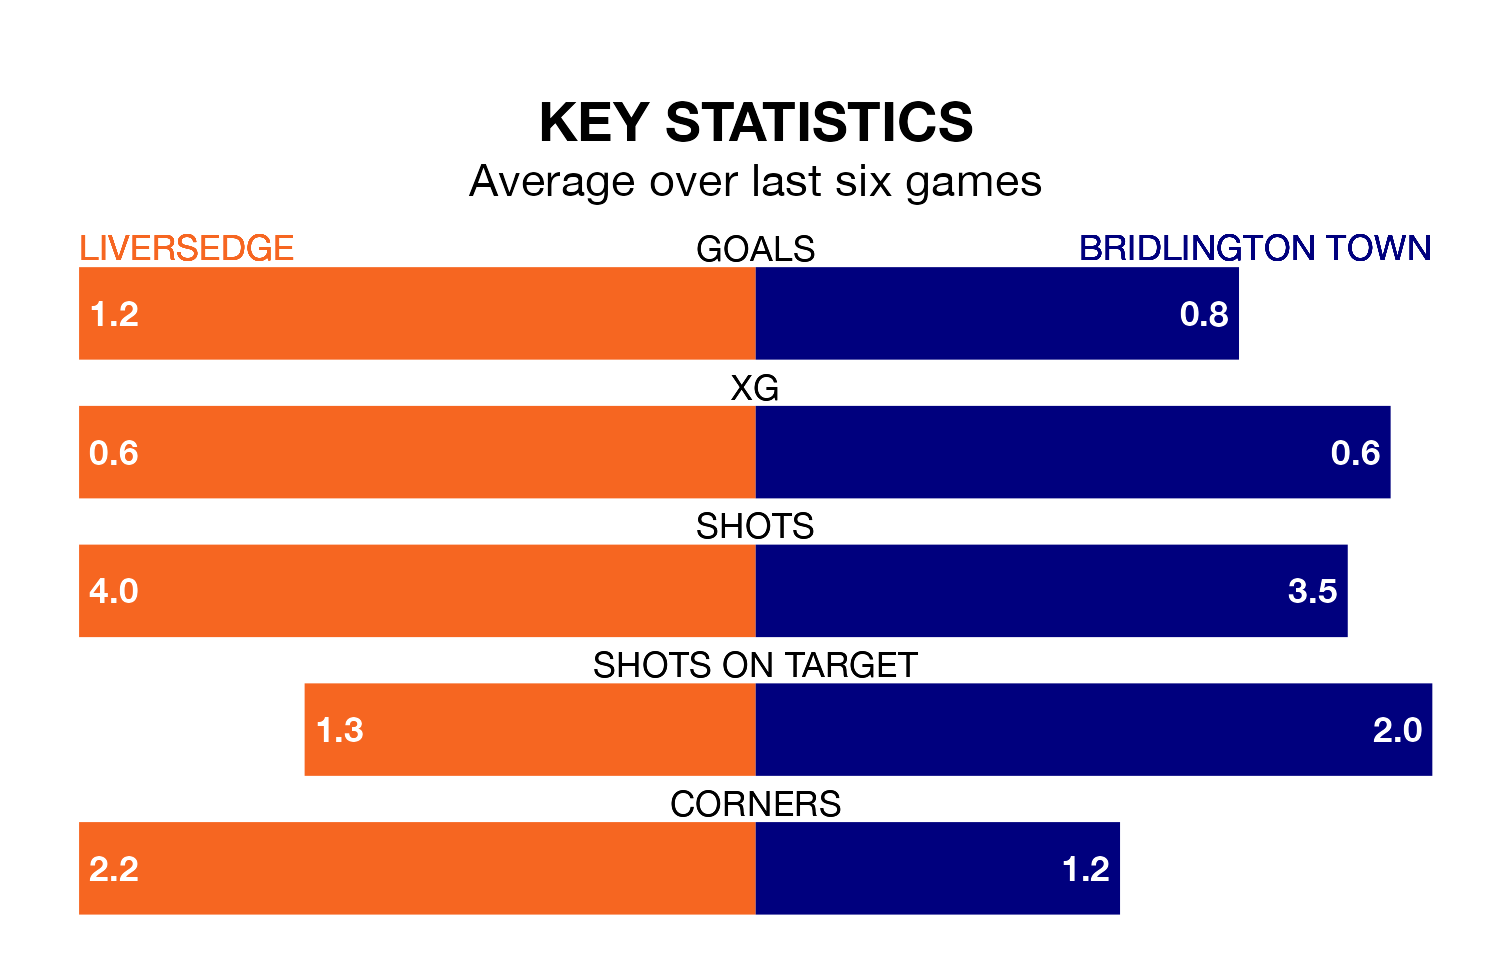 KEY STATISTICS
Average over last six games
LIVERSEDGE GOALS BRIDLINGTON TOWN
1.2 0.8
XG
0.6 0.6
SHOTS
4.0 3.5
SHOTS ON TARGET
1.3 2.0
CORNERS
2.2 1.2